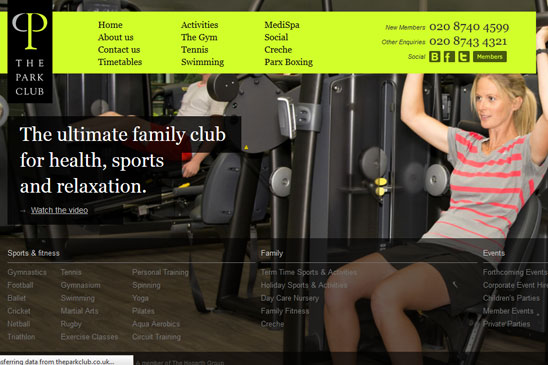 THE
PARK
CLUB
Home
About us
Contact us
Timetables
Activities
The Gym
Tennis
Swimming
MediSpa
Social
Creche
Parx Boxing
New Members 020 8740 4599
Other Enquiries 020 8743 4321
Social B f t Members
The ultimate family club
for health, sports
and relaxation.
→ Watch the video
Sports & fitness
Gymnastics
Football
Ballet
Cricket
Netball
Triathlon
Tennis
Gymnasium
Swimming
Martial Arts
Rugby
Exercise Classes
Personal Training
Spinning
Yoga
Pilates
Aqua Aerobics
Circuit Training
Family
Term Time Sports & Activities
Holiday Sports & Activities
Day Care Nursery
Family Fitness
Creche
Events
Forthcoming Events
Corporate Event Hire
Children's Parties
Member Events
Private Parties
nsferring data from theparkclub.co.uk...
a member of The Hogarth Group